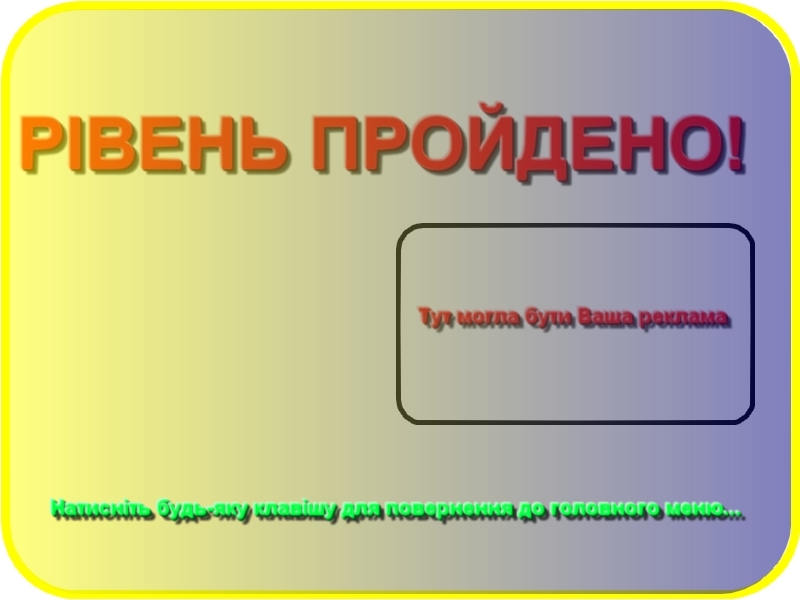 РІВЕНЬ ПРОЙДЕНО!
Тут могла бути Ваша реклама
Натисніть будь-яку клавішу для повернення до головного меню...